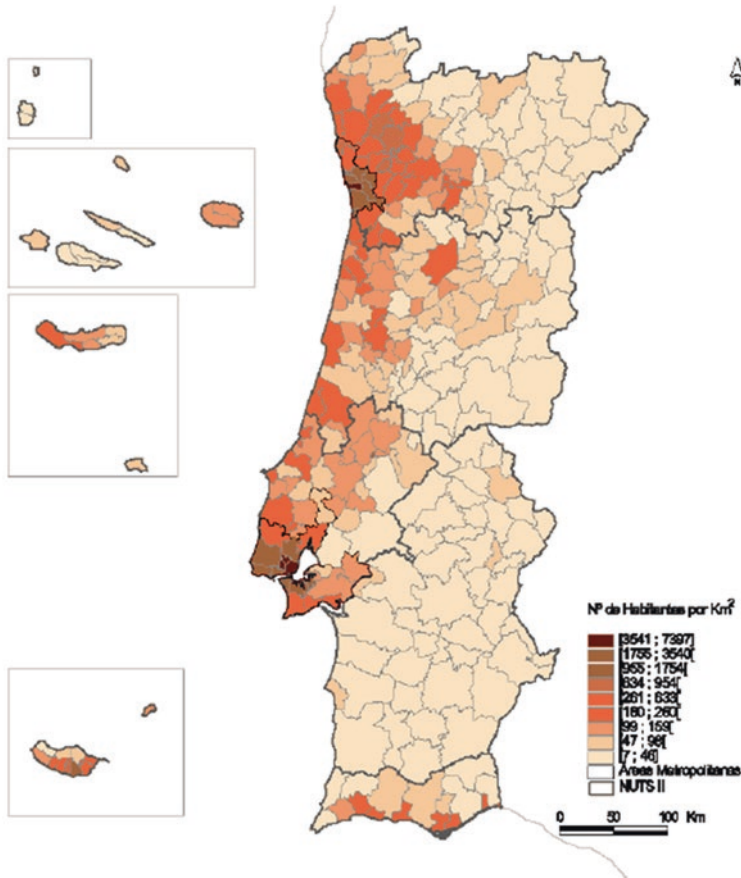 N
Nº de Habitantes por Km²
[3541 ; 7397]
[1755 ; 3540[
[955 ; 1754[
[634 ; 954[
[261 ; 633[
[160 ; 260[
[99 ; 159[
[47 ; 98[
[7 ; 46]
Áreas Metropolitanas
NUTS II
0 50 100 Km